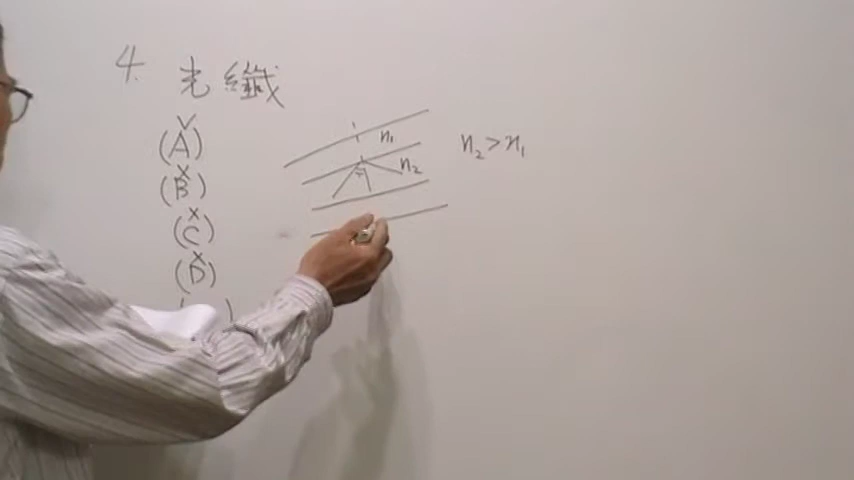 4. 光纖
(A) ✓
(B) ×
(C) ×
(D) ×
n₁
n₂
n₂ > n₁